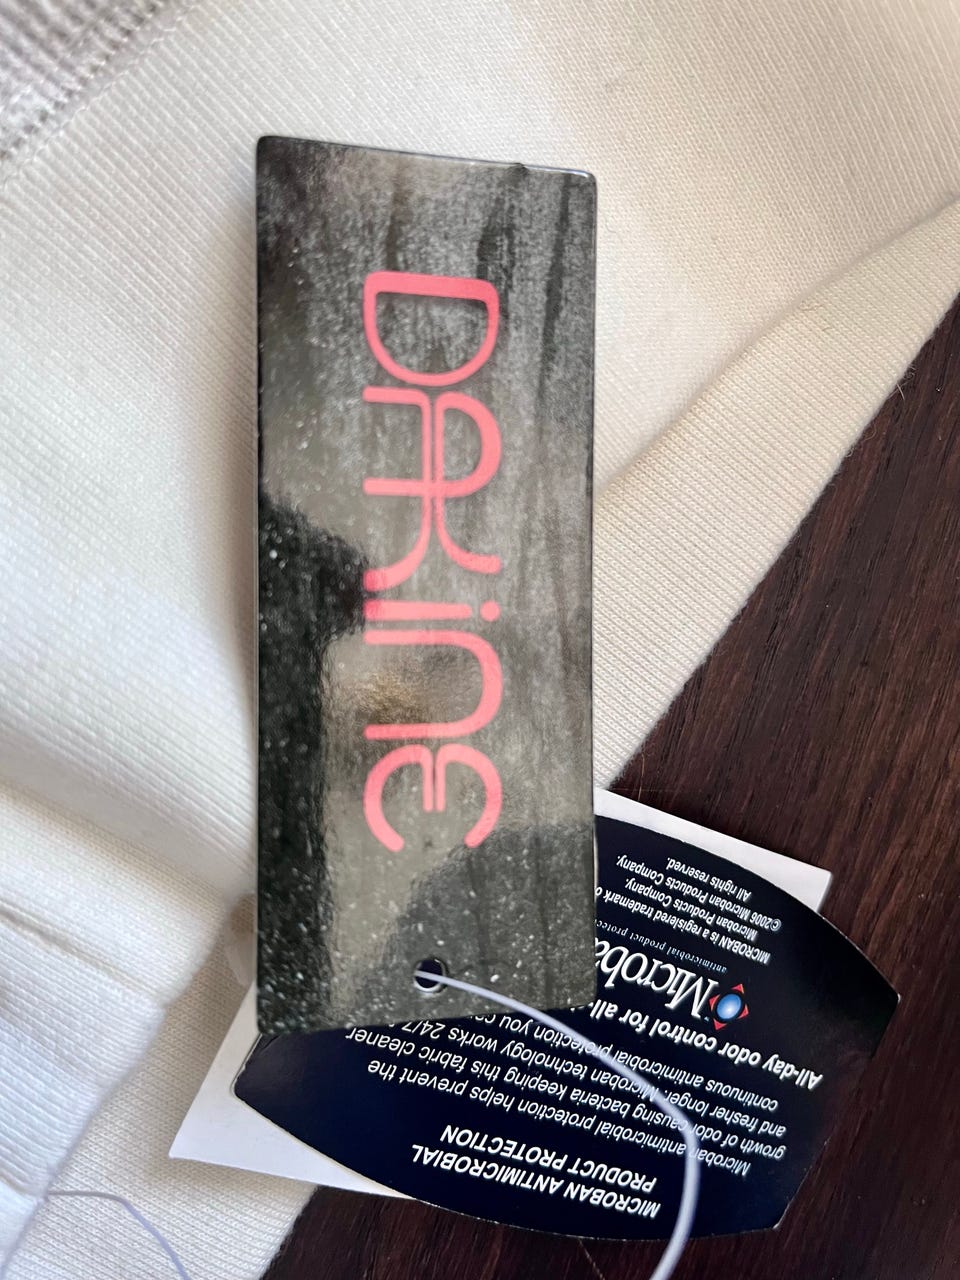 DAKINE
MICROBAN ANTIMICROBIAL
PRODUCT PROTECTION
Microban antimicrobial protection helps prevent the
growth of odor causing bacteria keeping this fabric cleaner
and fresher longer. Microban technology works 24/7
continuous antimicrobial protection you
All-day odor control for all-
Microba
antimicrobial product
MICROBAN is a registered trademark
Microban Products Company.
©2006 Microban Products Company.
All rights reserved.